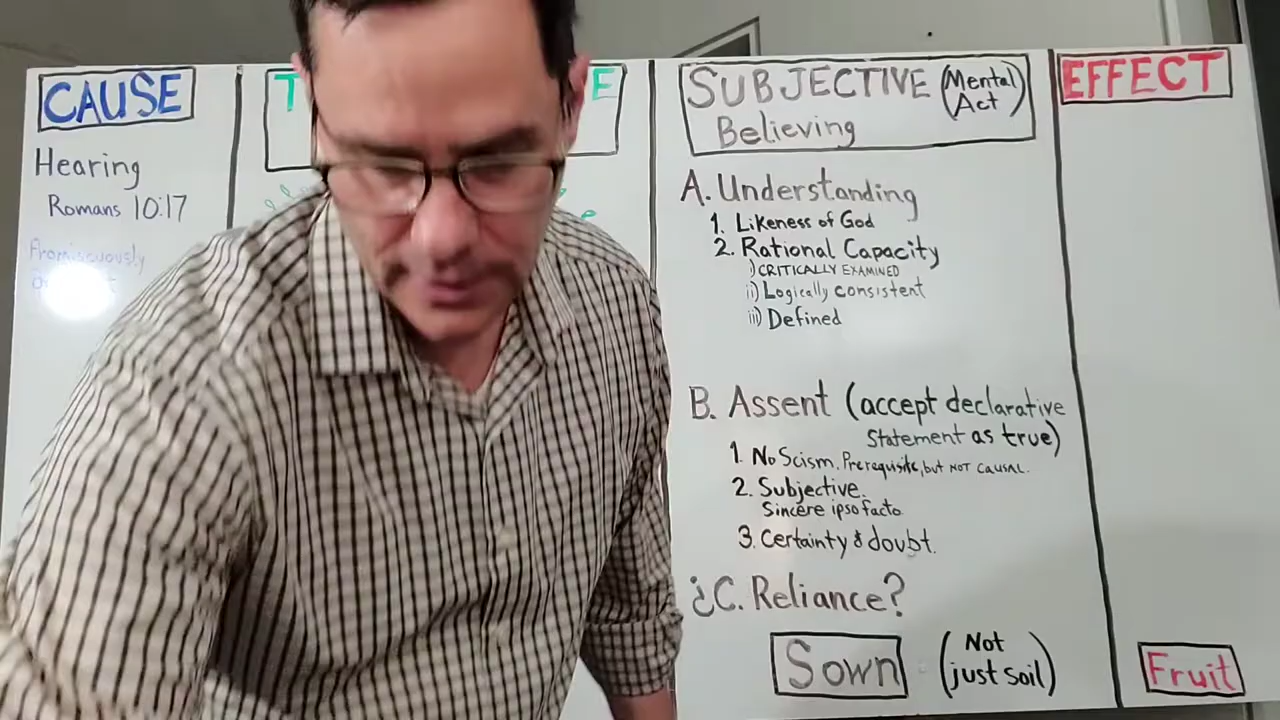 CAUSE
Hearing
Romans 10:17
Promiscuously
T
E
SUBJECTIVE (Mental Act)
Believing
A. Understanding
1. Likeness of God
2. Rational Capacity
i) CRITICALLY EXAMINED
ii) Logically consistent
iii) Defined
B. Assent (accept declarative
Statement as true)
1. No Scism. Prerequisite, but NOT CAUSAL.
2. Subjective.
Sincere ipso facto
3. Certainty & doubt.
¿C. Reliance?
Sown (Not just soil)
EFFECT
Fruit